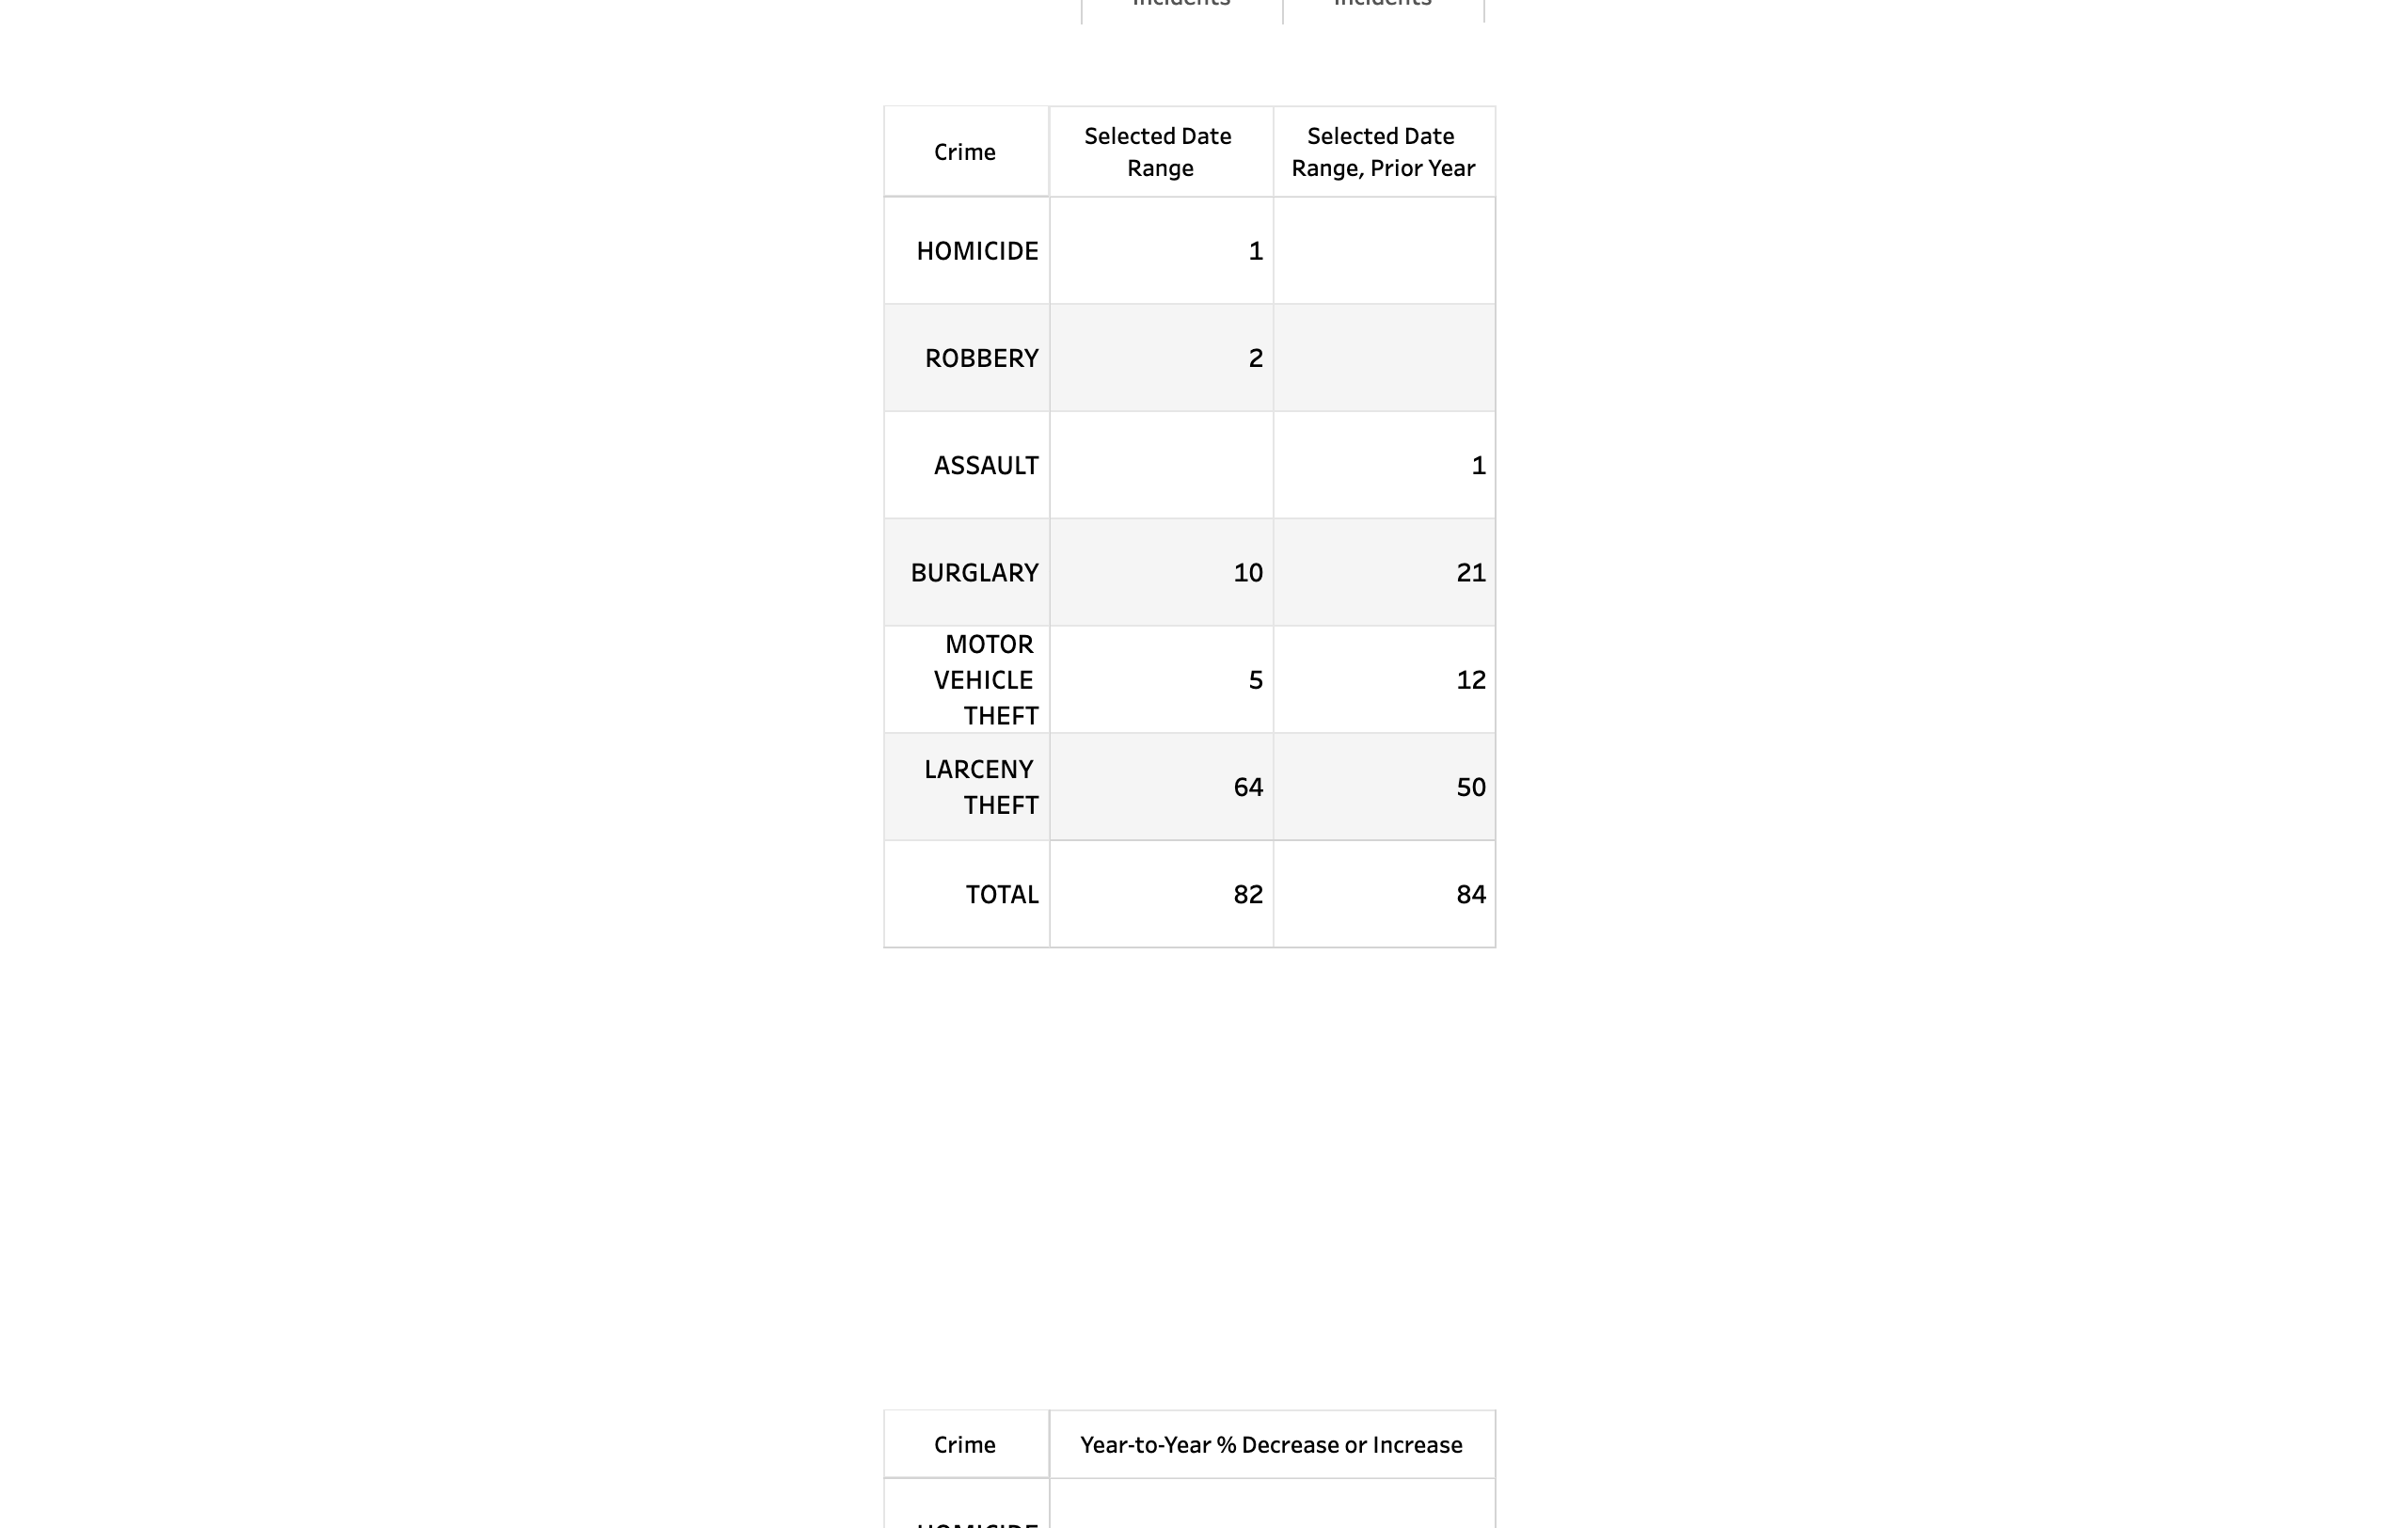 Incidents Incidents
Crime
Selected Date
Range
Selected Date
Range, Prior Year
HOMICIDE 1
ROBBERY 2
ASSAULT 1
BURGLARY 10 21
MOTOR
VEHICLE
THEFT
5 12
LARCENY
THEFT
64 50
TOTAL 82 84
Crime Year-to-Year % Decrease or Increase
HOMICIDE